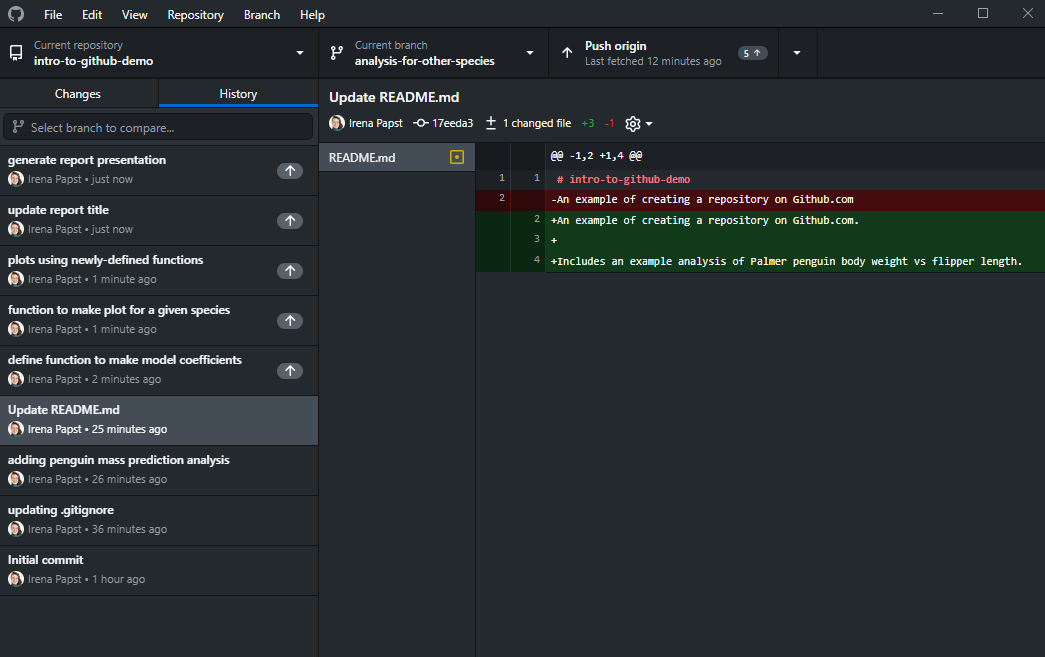 File Edit View Repository Branch Help
Current repository
intro-to-github-demo
Current branch
analysis-for-other-species
Push origin
Last fetched 12 minutes ago
5
Changes History
Select branch to compare...
generate report presentation
Irena Papst • just now
update report title
Irena Papst • just now
plots using newly-defined functions
Irena Papst • 1 minute ago
function to make plot for a given species
Irena Papst • 1 minute ago
define function to make model coefficients
Irena Papst • 2 minutes ago
Update README.md
Irena Papst • 25 minutes ago
adding penguin mass prediction analysis
Irena Papst • 26 minutes ago
updating .gitignore
Irena Papst • 36 minutes ago
Initial commit
Irena Papst • 1 hour ago
Update README.md
Irena Papst 17eeda3 1 changed file +3 -1
README.md
@@ -1,2 +1,4 @@
1 1 # intro-to-github-demo
2 -An example of creating a repository on Github.com
2 +An example of creating a repository on Github.com.
3 +
4 +Includes an example analysis of Palmer penguin body weight vs flipper length.